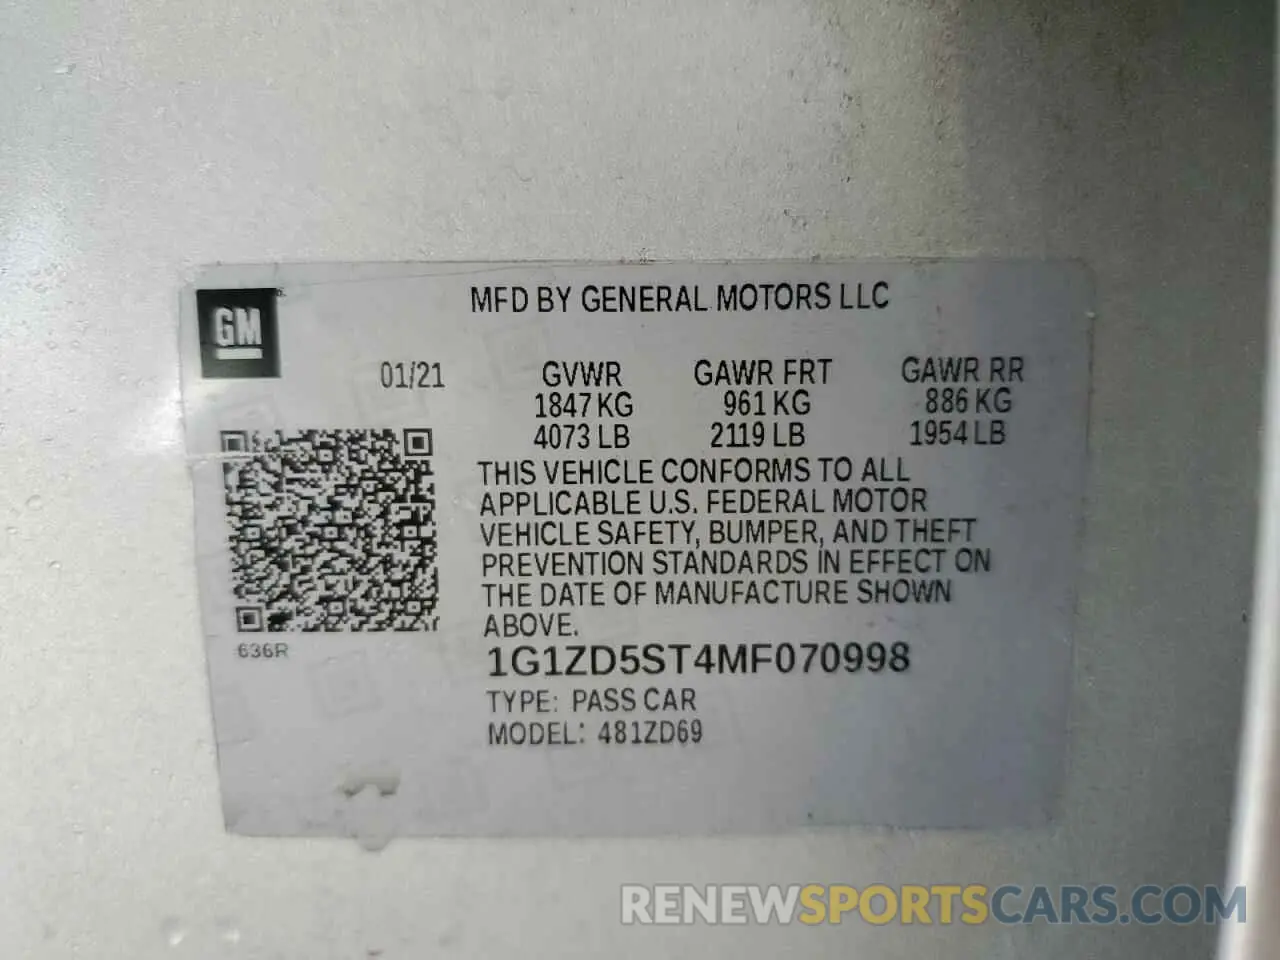 MFD BY GENERAL MOTORS LLC
GM
01/21 GVWR GAWR FRT GAWR RR
1847 KG 961 KG 886 KG
4073 LB 2119 LB 1954 LB
THIS VEHICLE CONFORMS TO ALL
APPLICABLE U.S. FEDERAL MOTOR
VEHICLE SAFETY, BUMPER, AND THEFT
PREVENTION STANDARDS IN EFFECT ON
THE DATE OF MANUFACTURE SHOWN
ABOVE.
636R
1G1ZD5ST4MF070998
TYPE: PASS CAR
MODEL: 481ZD69
RENEWSPORTSCARS.COM